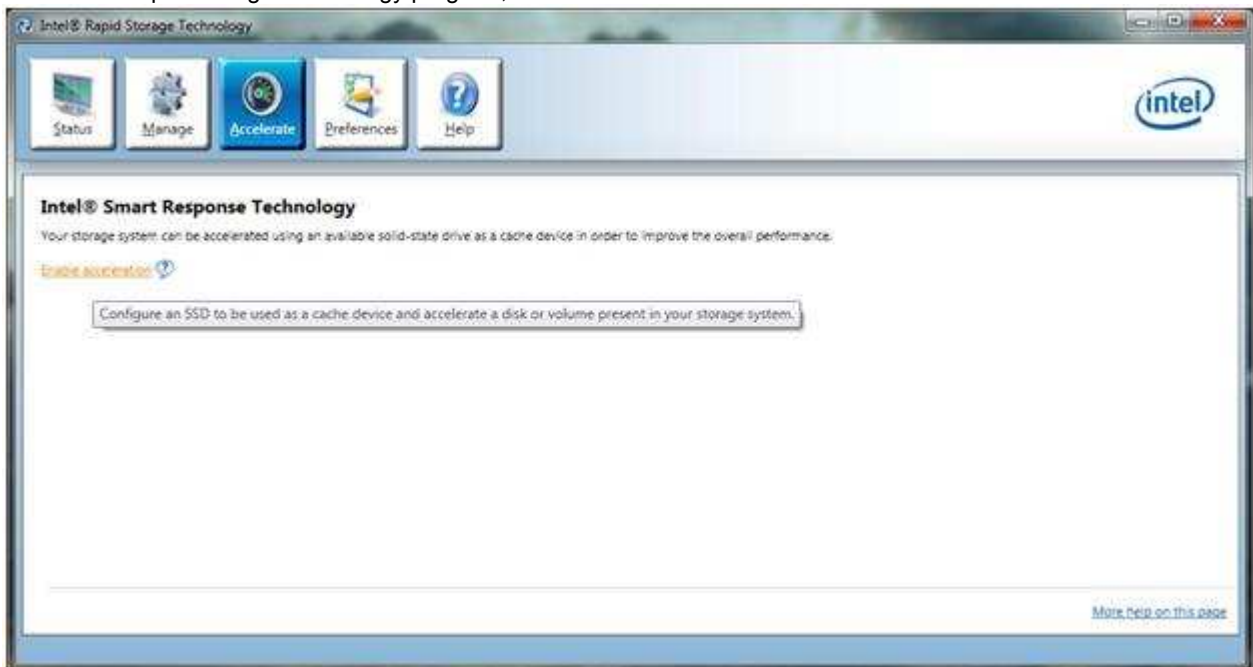 Intel® Rapid Storage Technology
Status
Manage
Accelerate
Preferences
Help
intel
Intel® Smart Response Technology
Your storage system can be accelerated using an available solid-state drive as a cache device in order to improve the overall performance.
Enable acceleration
Configure an SSD to be used as a cache device and accelerate a disk or volume present in your storage system.
More help on this page